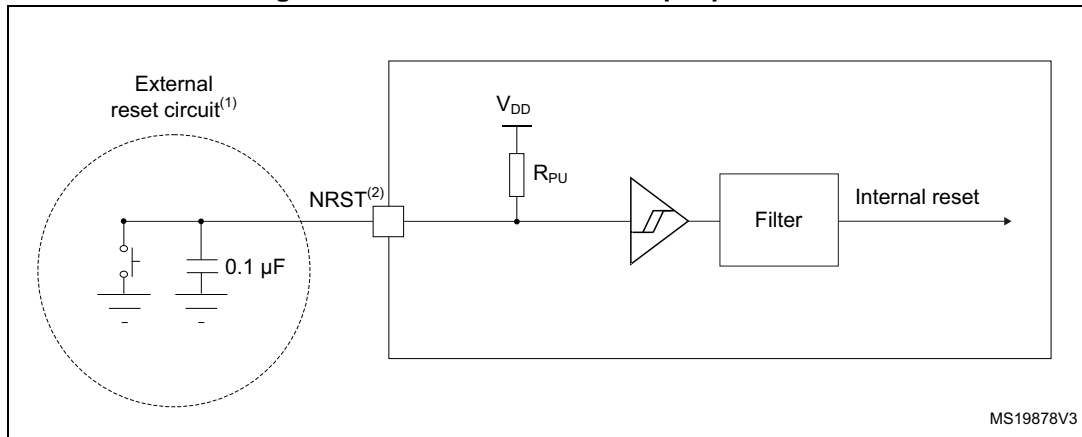 External
reset circuit(1)
VDD
RPU
NRST(2)
Filter
Internal reset
0.1 µF
MS19878V3